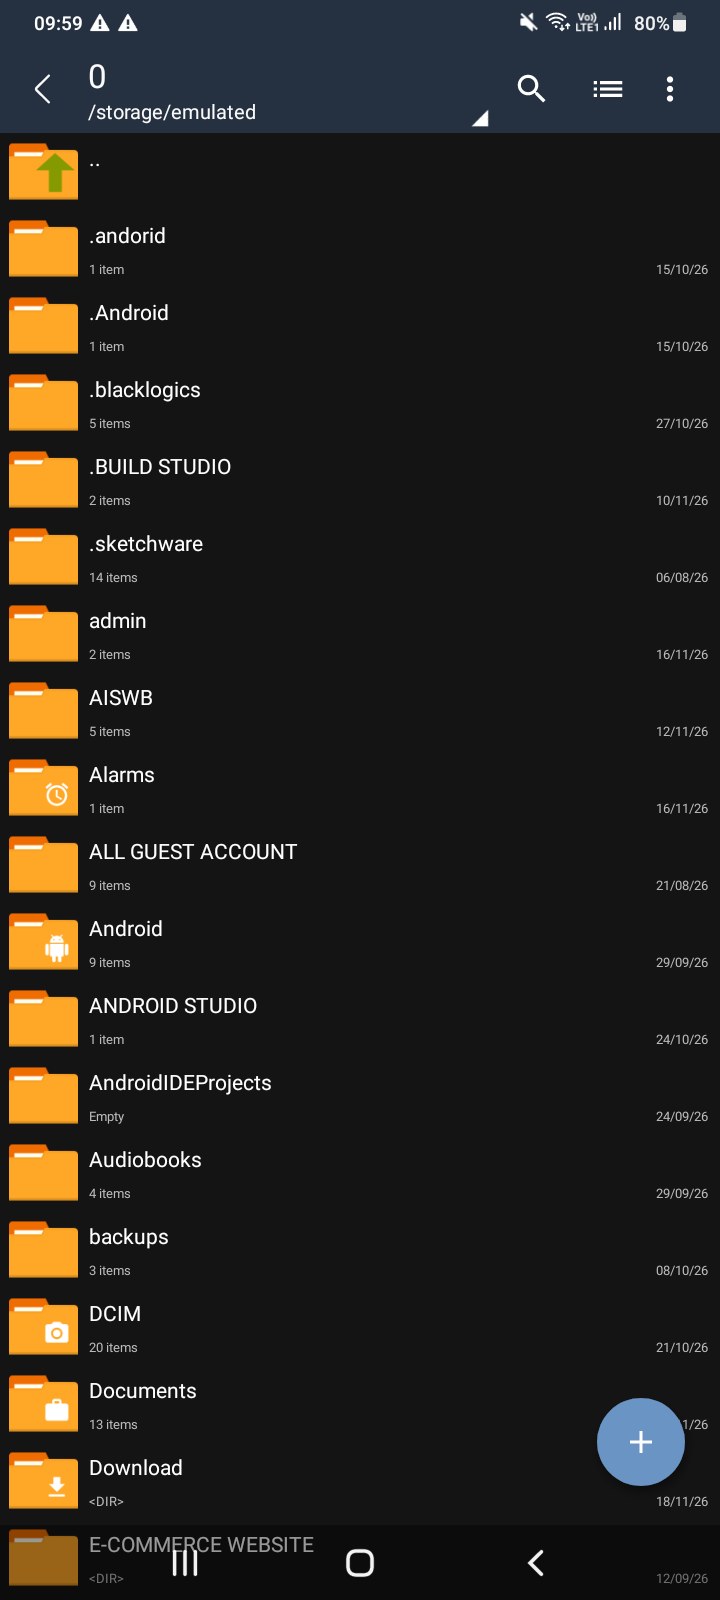 09:59
Vo))
LTE1
80%
0
/storage/emulated
..
.andorid
1 item
15/10/26
.Android
1 item
15/10/26
.blacklogics
5 items
27/10/26
.BUILD STUDIO
2 items
10/11/26
.sketchware
14 items
06/08/26
admin
2 items
16/11/26
AISWB
5 items
12/11/26
Alarms
1 item
16/11/26
ALL GUEST ACCOUNT
9 items
21/08/26
Android
9 items
29/09/26
ANDROID STUDIO
1 item
24/10/26
AndroidIDEProjects
Empty
24/09/26
Audiobooks
4 items
29/09/26
backups
3 items
08/10/26
DCIM
20 items
21/10/26
Documents
13 items
1/26
Download
<DIR>
18/11/26
E-COMMERCE WEBSITE
<DIR>
12/09/26